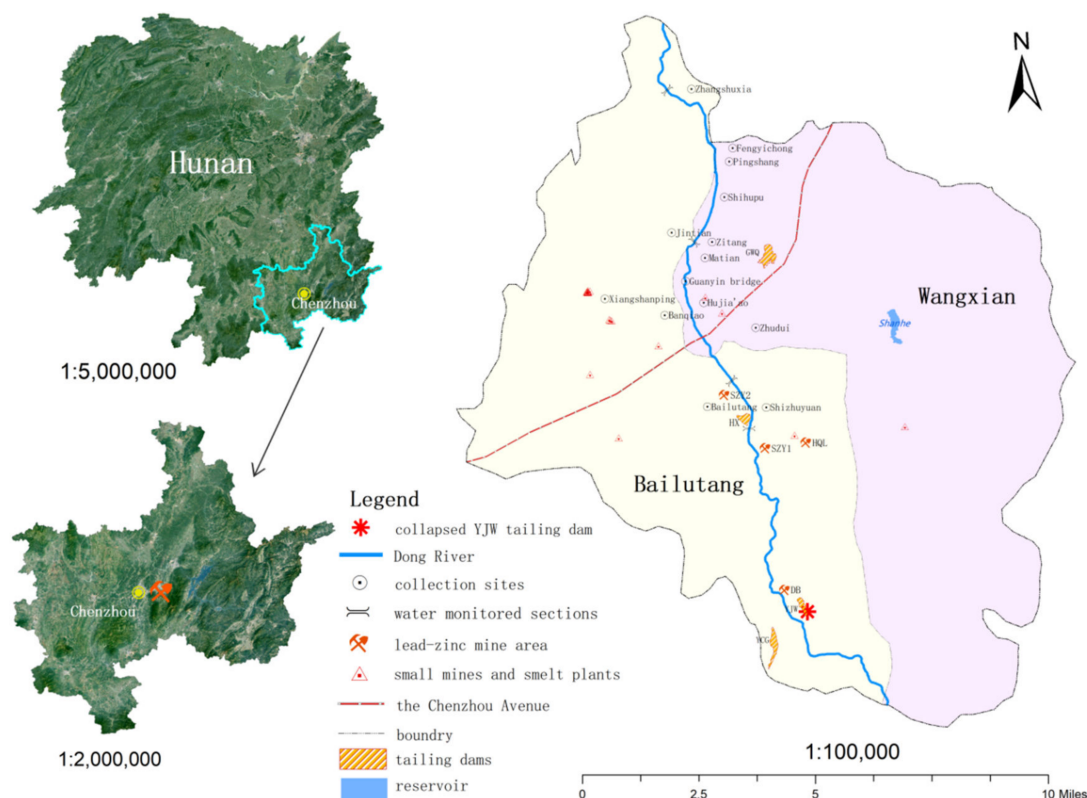 Hunan
Chenzhou
1:5,000,000
Chenzhou
1:2,000,000
Legend
collapsed YJW tailing dam
Dong River
collection sites
water monitored sections
lead-zinc mine area
small mines and smelt plants
the Chenzhou Avenue
boundry
tailing dams
reservoir
N
Zhangshuxia
Fengyichong
Pingshang
Shihupu
Jintian
Zitang
GWQ
Matian
Guanyin bridge
Xiangshanping
Hujia'ao
Banqiao
Zhudui
Wangxian
Shanhe
SZY2
Bailutang
Shizhuyuan
HX
SZY1
HQL
Bailutang
DB
YJW
WCG
1:100,000
0 2.5 5 10 Miles